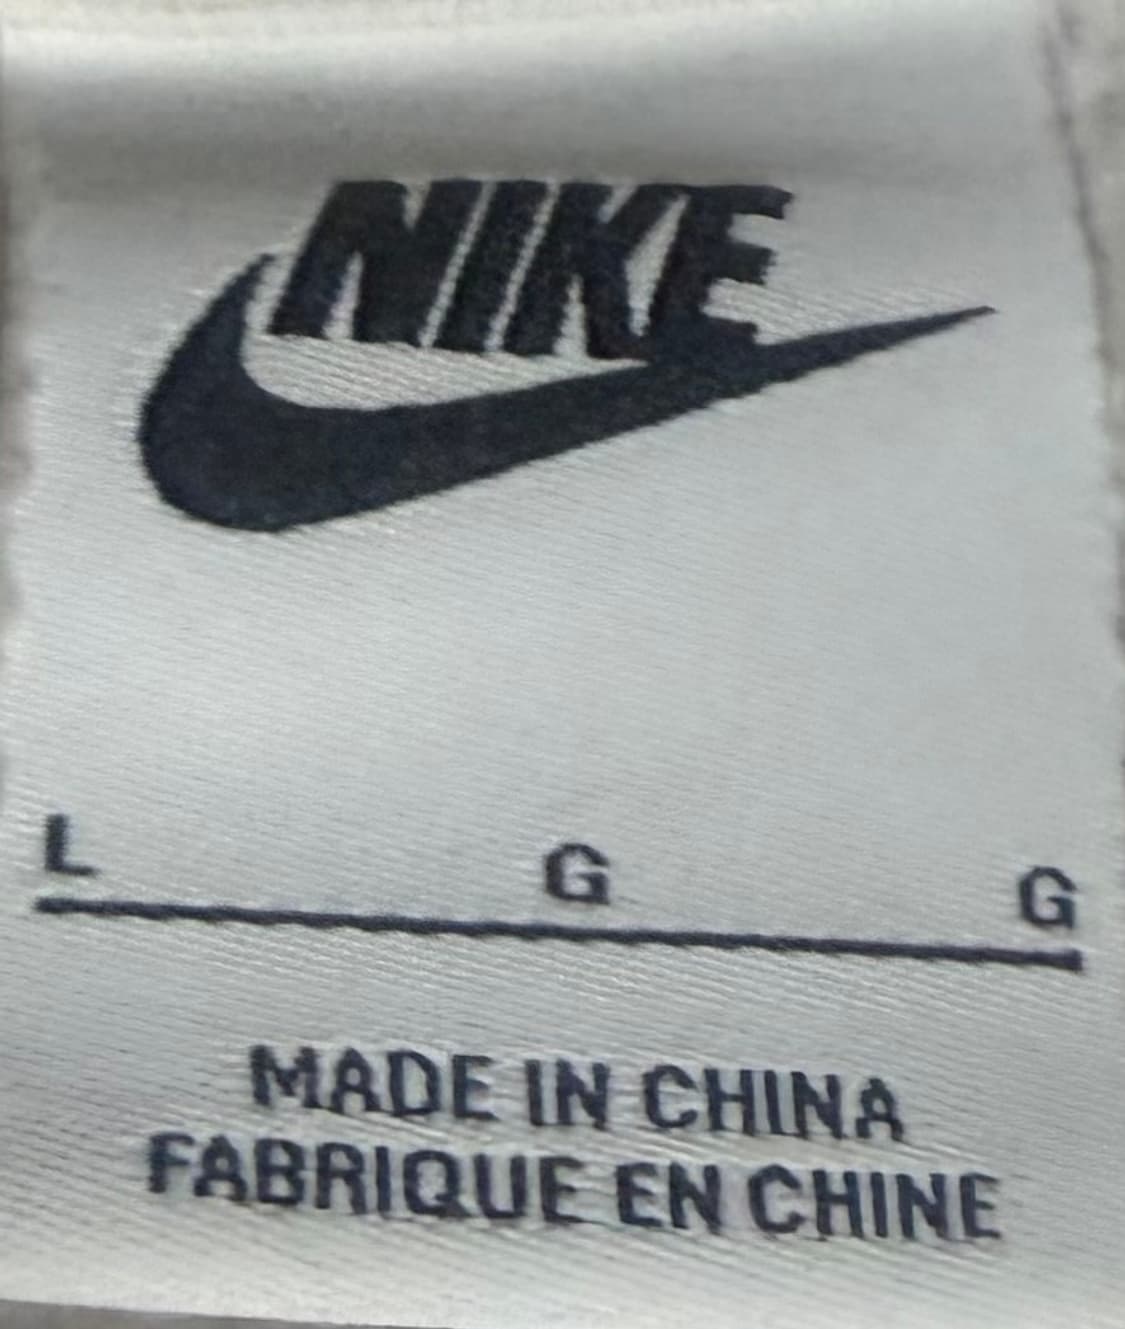 NIKE
L G G
MADE IN CHINA
FABRIQUE EN CHINE